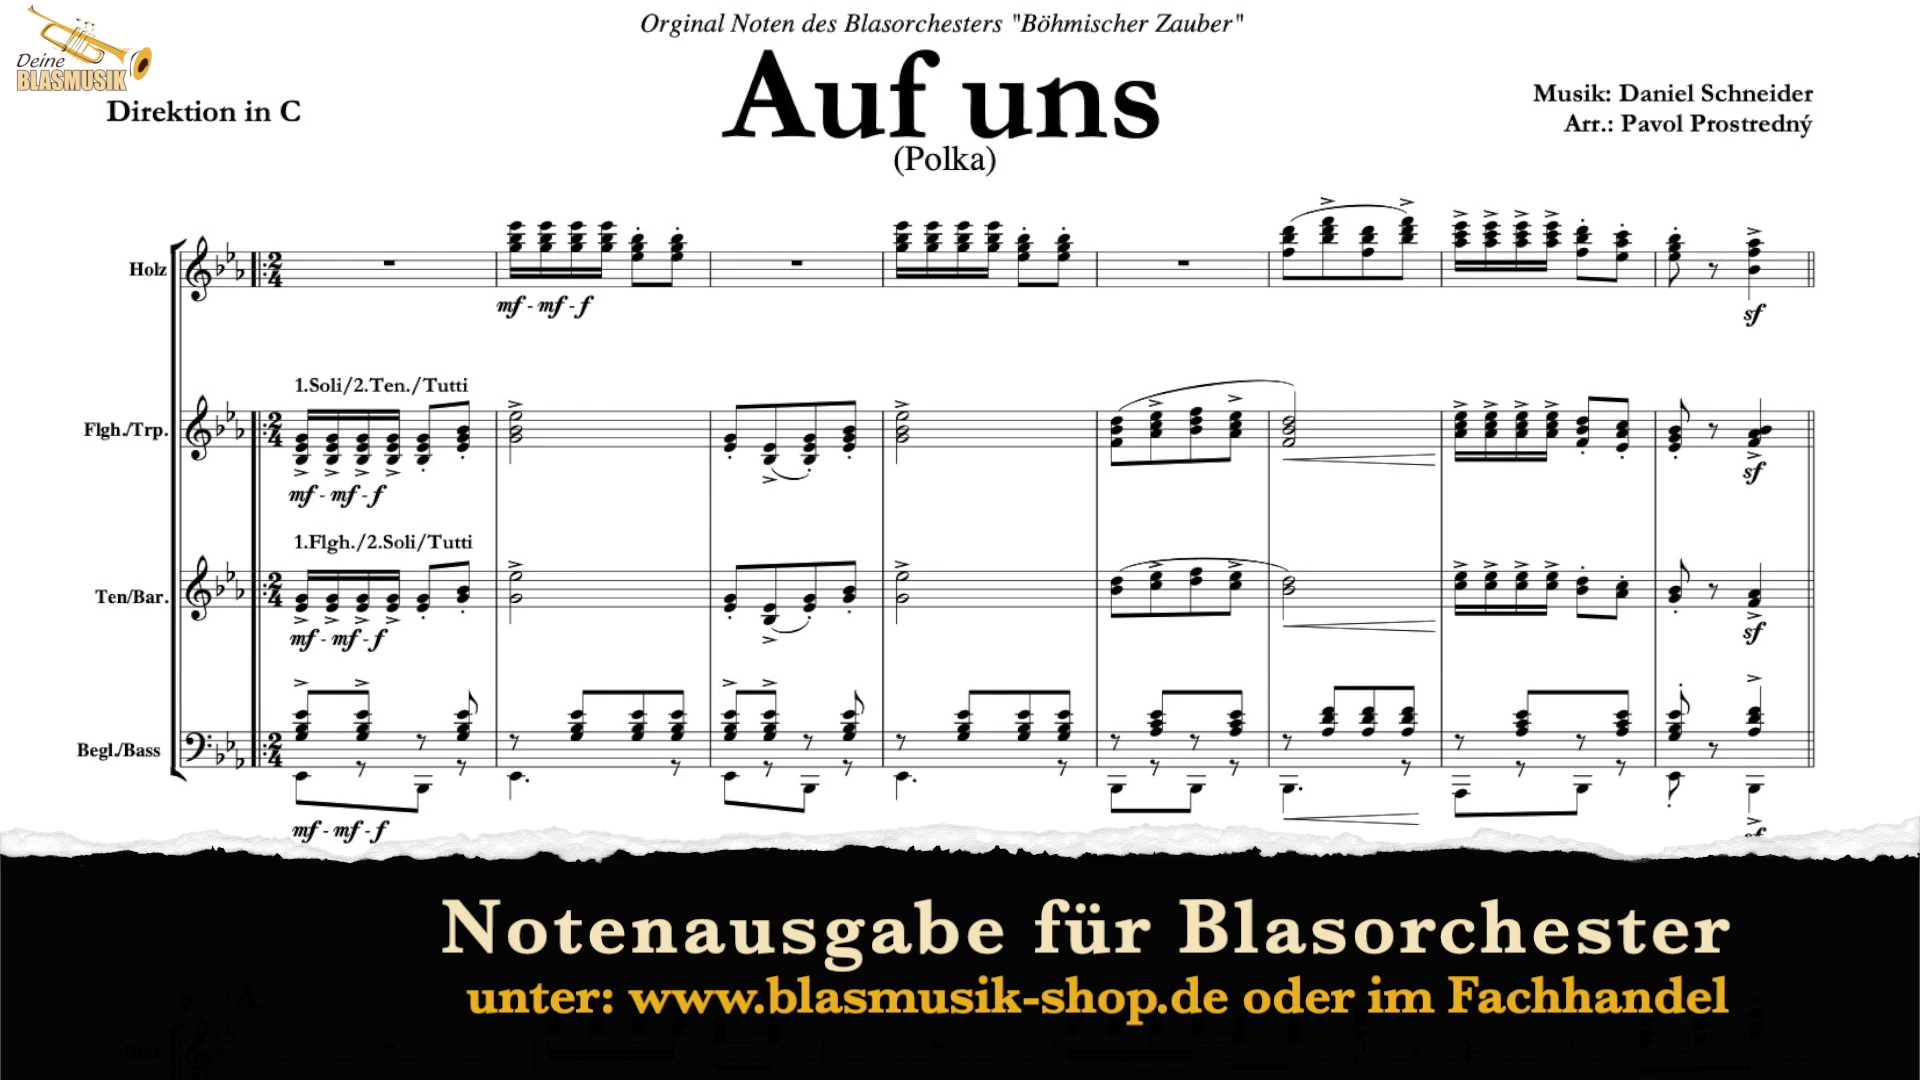 Deine
BLASMUSIK
Orginal Noten des Blasorchesters "Böhmischer Zauber"
Auf uns
(Polka)
Direktion in C
Musik: Daniel Schneider
Arr.: Pavol Prostredný
Holz
mf - mf - f
sf
1.Soli/2.Ten./Tutti
Flgh./Trp.
mf - mf - f
sf
1.Flgh./2.Soli/Tutti
Ten/Bar.
mf - mf - f
sf
Begl./Bass
mf - mf - f
sf
Notenausgabe für Blasorchester
unter: www.blasmusik-shop.de oder im Fachhandel
9 A
Holz